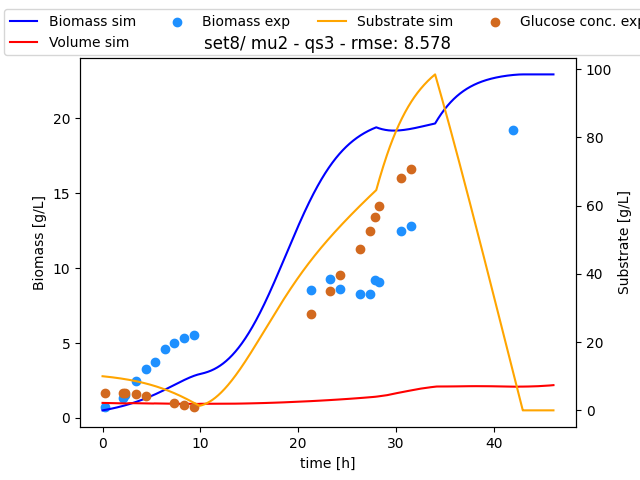 Biomass sim
Biomass exp
Substrate sim
Glucose conc. exp
Volume sim
set8/ mu2 - qs3 - rmse: 8.578
Biomass [g/L]
0
5
10
15
20
0
20
40
60
80
100
Substrate [g/L]
0
10
20
30
40
time [h]